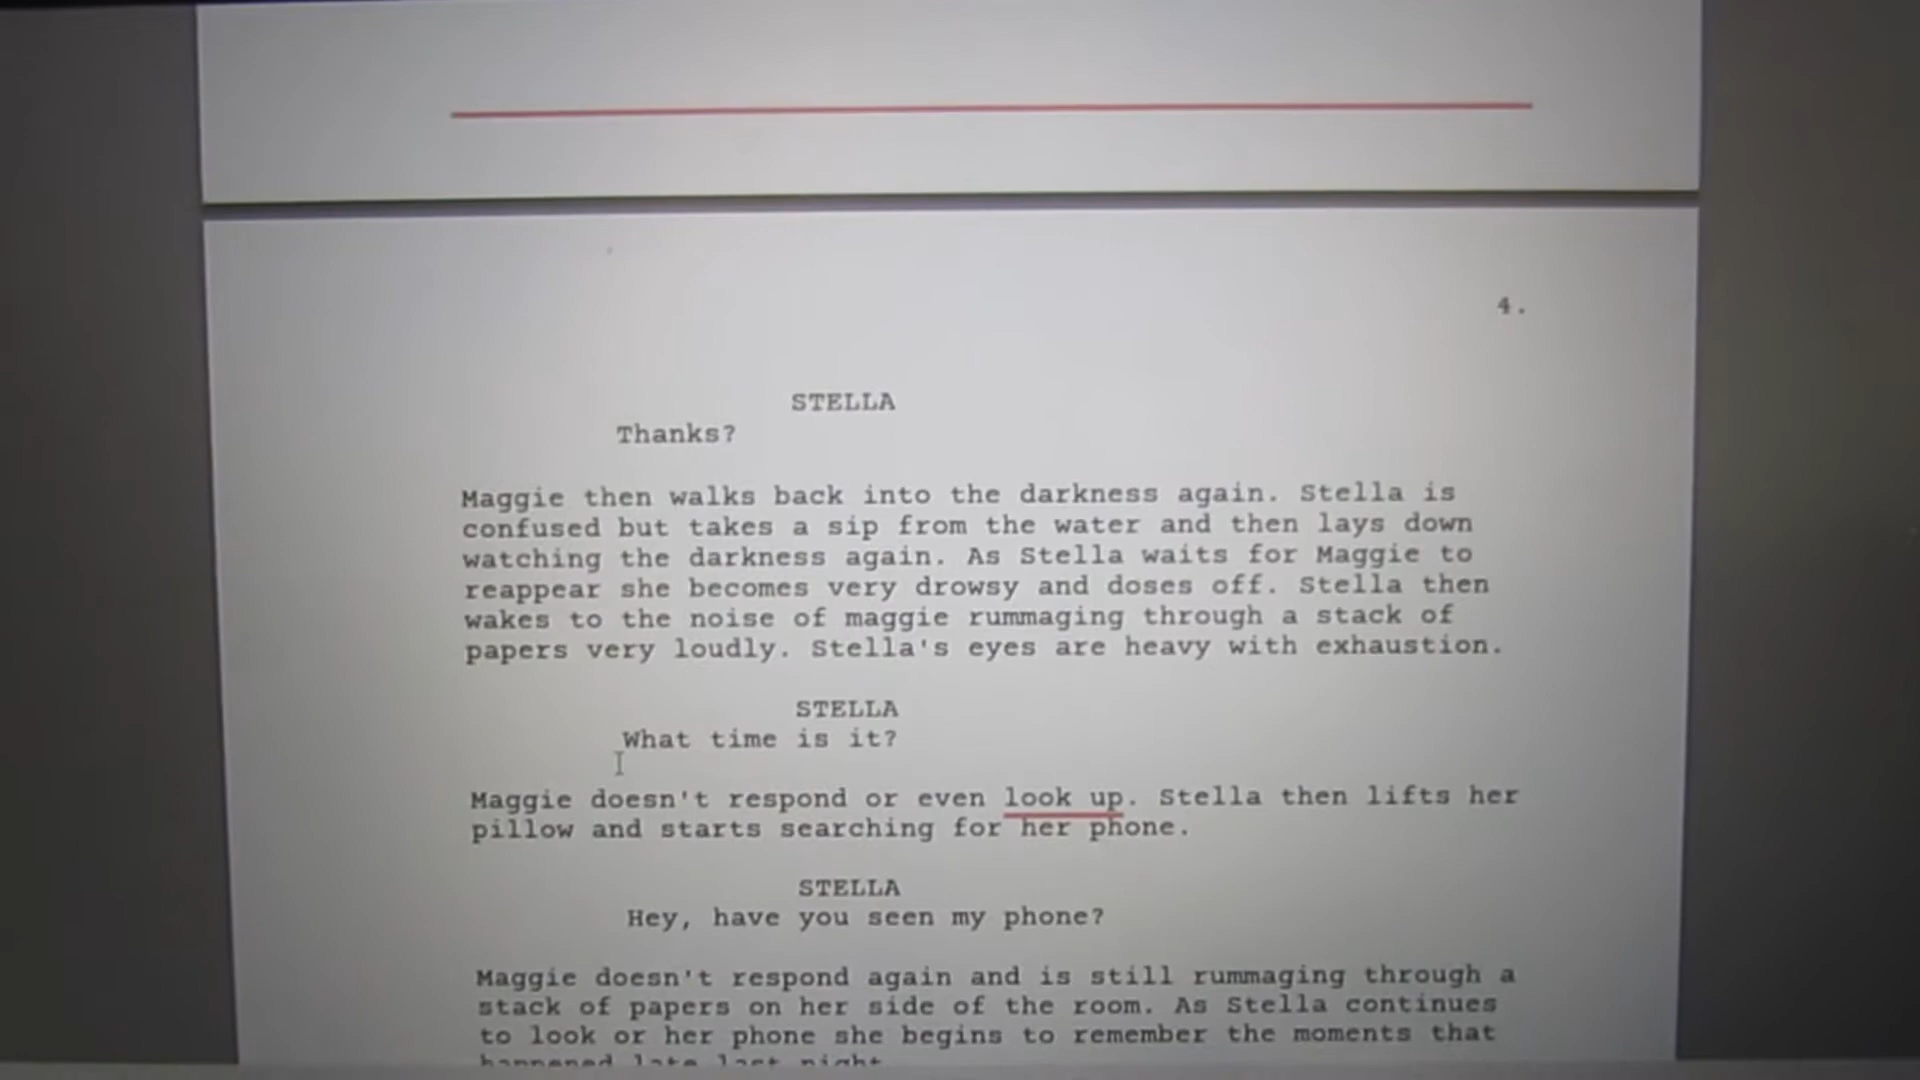 4.
STELLA
Thanks?
Maggie then walks back into the darkness again. Stella is
confused but takes a sip from the water and then lays down
watching the darkness again. As Stella waits for Maggie to
reappear she becomes very drowsy and doses off. Stella then
wakes to the noise of maggie rummaging through a stack of
papers very loudly. Stella's eyes are heavy with exhaustion.
STELLA
What time is it?
Maggie doesn't respond or even look up. Stella then lifts her
pillow and starts searching for her phone.
STELLA
Hey, have you seen my phone?
Maggie doesn't respond again and is still rummaging through a
stack of papers on her side of the room. As Stella continues
to look or her phone she begins to remember the moments that
happened late last night